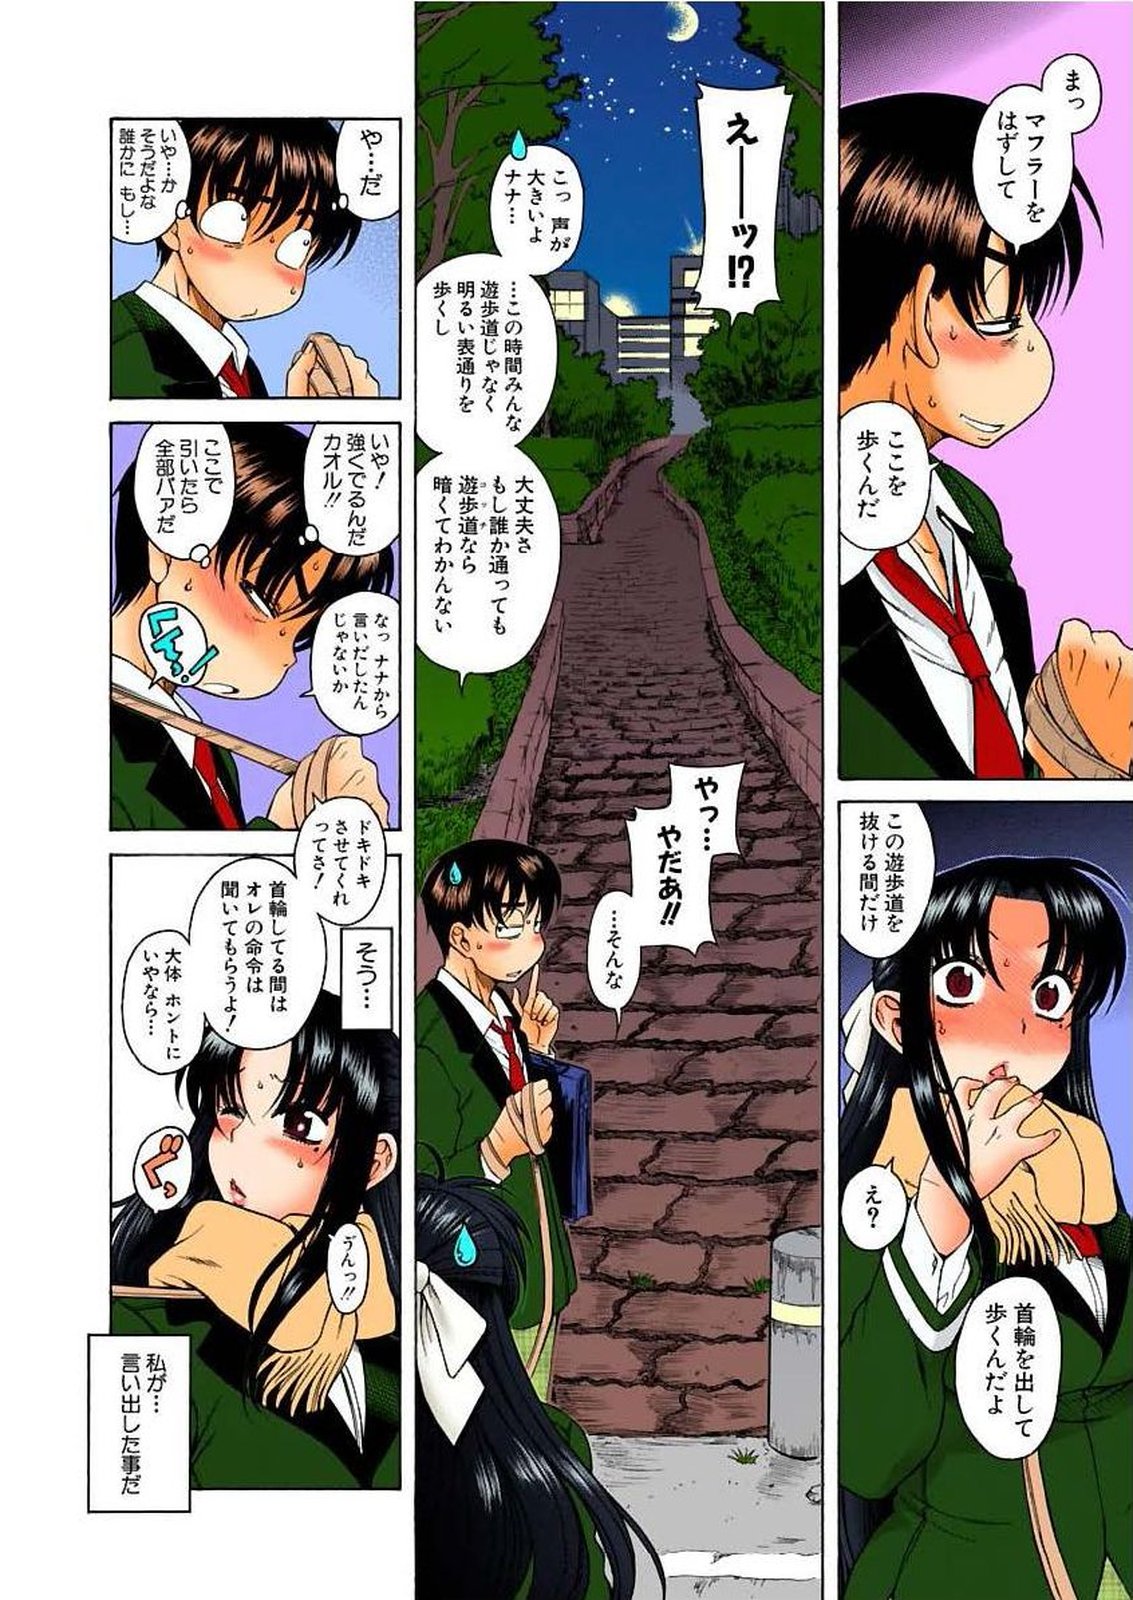 まっ
マフラーを
はずして
ここを
歩くんだ
この遊歩道を
抜ける間だけ
え?
首輪を出して
歩くんだよ
えーーッ!?
こっ 声が
大きいよ
ナナ…
…この時間みんな
遊歩道じゃなく
明るい表通りを
歩くし
大丈夫さ
もし誰か通っても
遊歩道なら
コッチ
暗くてわかんない
やっ…
やだあ!!
…そんな
や…だ
いや…か
そうだよな
誰かに もし…
いや!
強くでるんだ
カオル!!
ここで
引いたら
全部パァだ
くん…!
なっ ナナから
言いだしたん
じゃないか
ドキドキ
させてくれ
ってさ!
首輪してる間は
オレの命令は
聞いてもらうよ!
大体 ホントに
いやなら…
そう…
ぐっ
ゔんっ!!
私が…
言い出した事だ